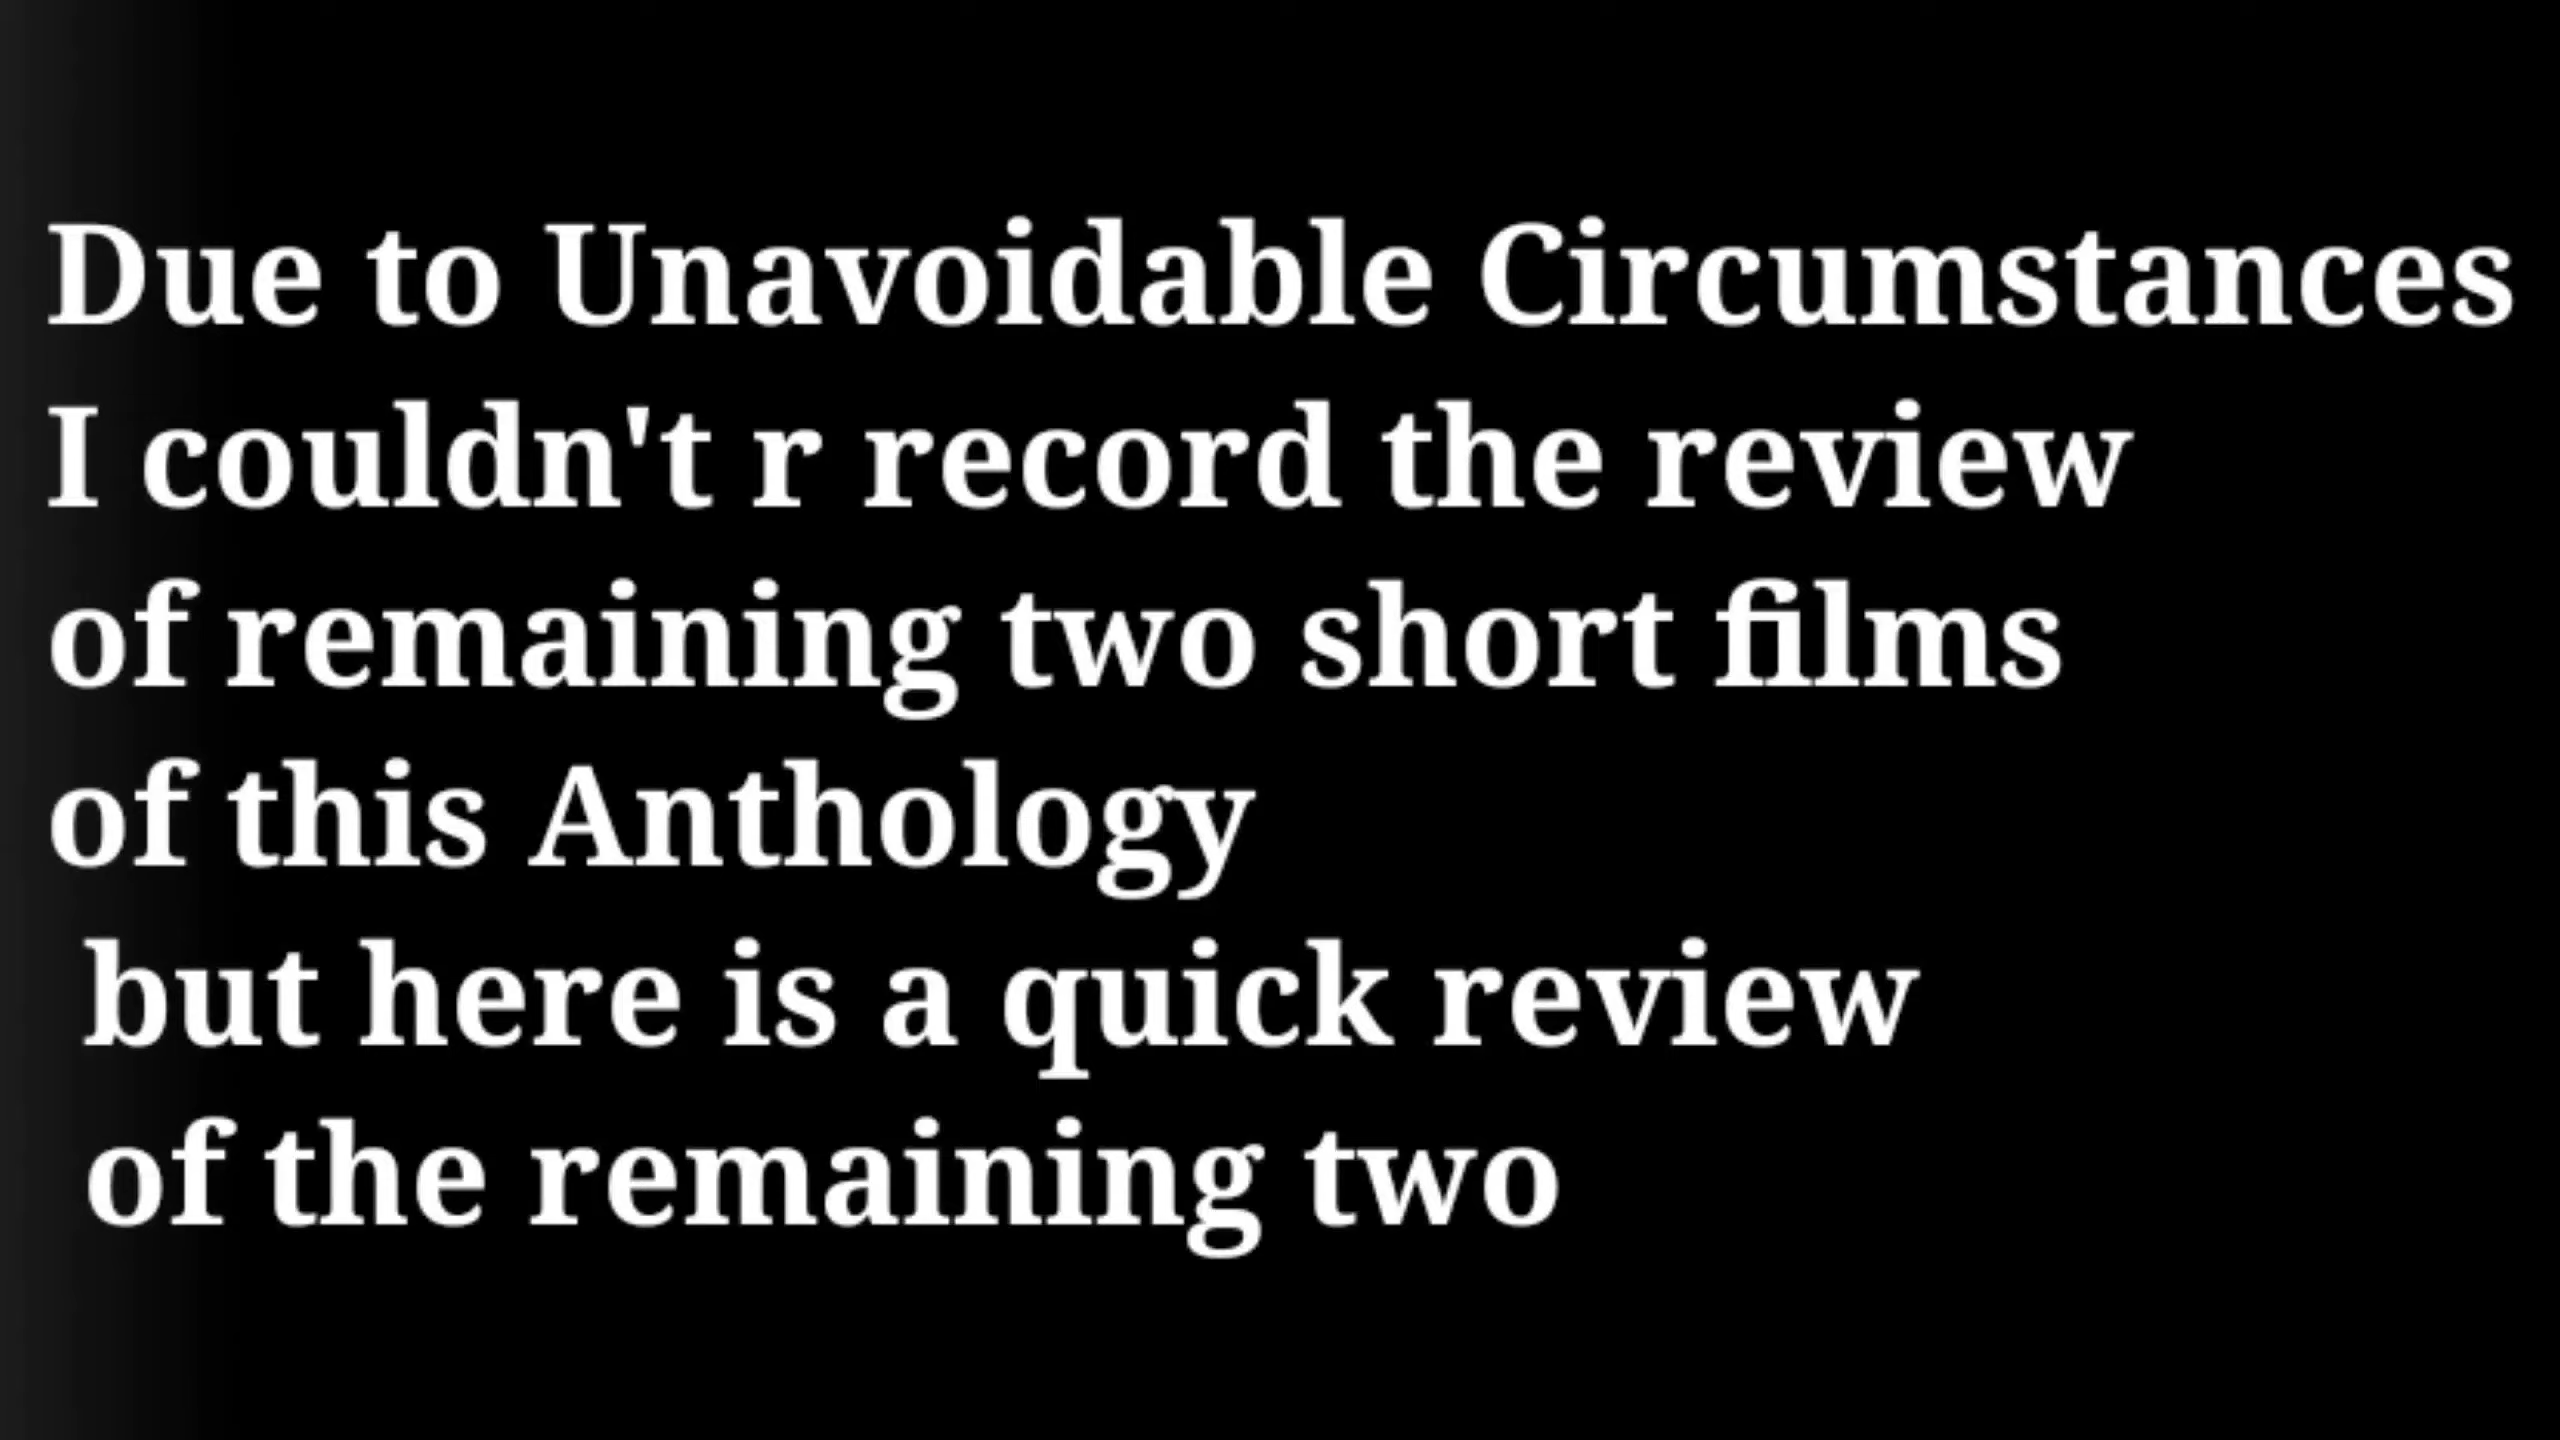 Due to Unavoidable Circumstances
I couldn't r record the review
of remaining two short films
of this Anthology
but here is a quick review
of the remaining two